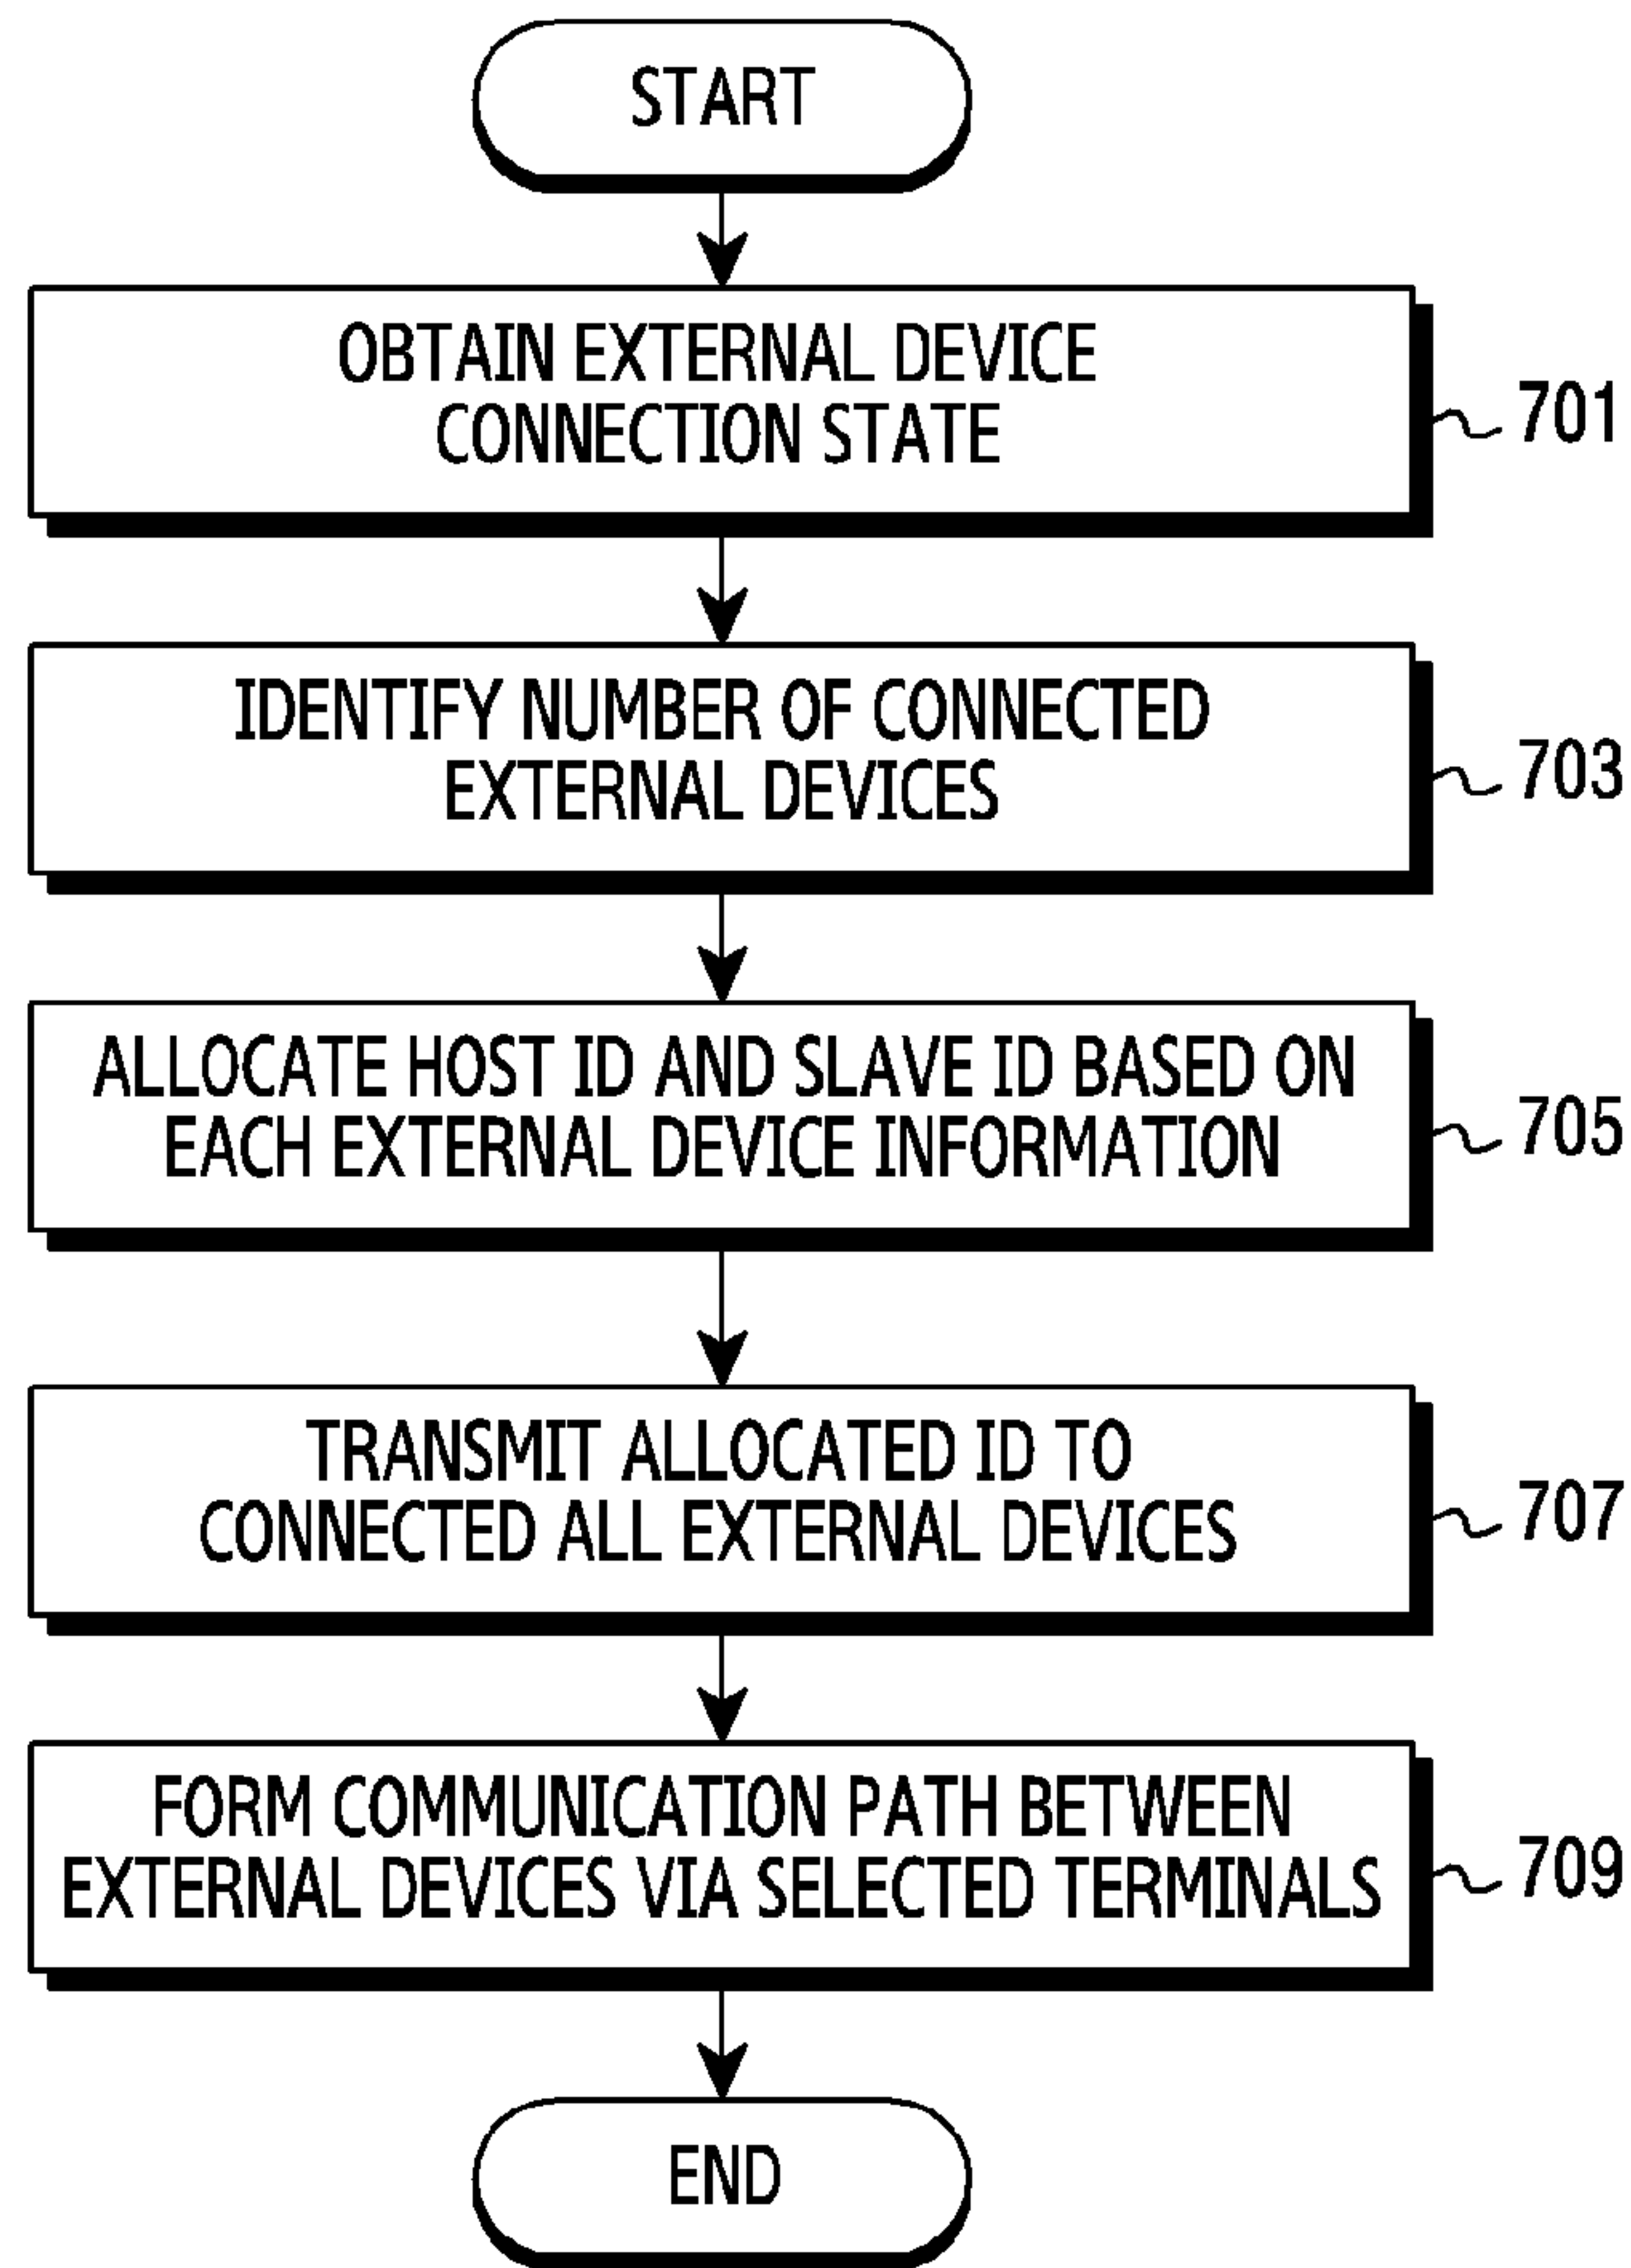 START
OBTAIN EXTERNAL DEVICE
CONNECTION STATE
701
IDENTIFY NUMBER OF CONNECTED
EXTERNAL DEVICES
703
ALLOCATE HOST ID AND SLAVE ID BASED ON
EACH EXTERNAL DEVICE INFORMATION
705
TRANSMIT ALLOCATED ID TO
CONNECTED ALL EXTERNAL DEVICES
707
FORM COMMUNICATION PATH BETWEEN
EXTERNAL DEVICES VIA SELECTED TERMINALS
709
END